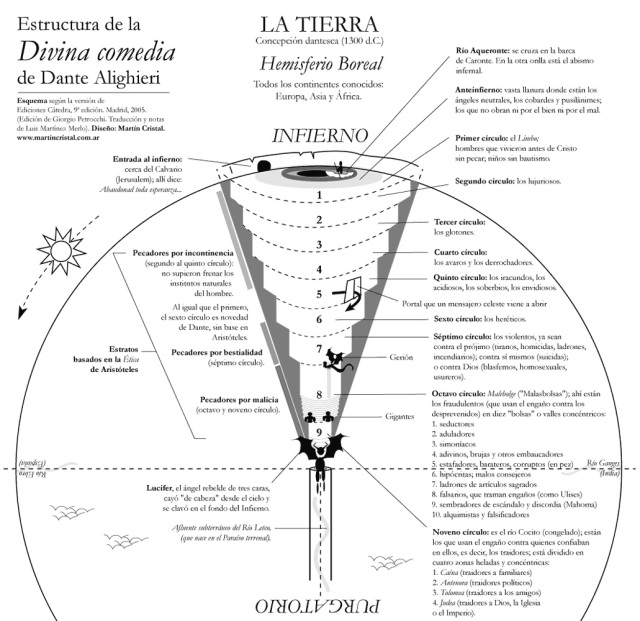 Estructura de la
Divina comedia
de Dante Alighieri
Esquema según la versión de
Ediciones Cátedra, 9ª edición. Madrid, 2005.
(Edición de Giorgio Petrocchi. Traducción y notas
de Luis Martínez Merlo). Diseño: Martín Cristal.
www.martincristal.com.ar
LA TIERRA
Concepción dantesca (1300 d.C.)
Hemisferio Boreal
Todos los continentes conocidos:
Europa, Asia y África.
INFIERNO
Río Aqueronte: se cruza en la barca
de Caronte. En la otra orilla está el abismo
infernal.
Anteinfierno: vasta llanura donde están los
ángeles neutrales, los cobardes y pusilánimes;
los que no obran ni por el bien ni por el mal.
Primer círculo: el Limbo;
hombres que vivieron antes de Cristo
sin pecar; niños sin bautismo.
Segundo círculo: los lujuriosos.
Tercer círculo:
los glotones.
Cuarto círculo:
los avaros y los derrochadores.
Quinto círculo: los iracundos, los
acidiosos, los soberbios, los envidiosos.
Portal que un mensajero celeste viene a abrir
Sexto círculo: los heréticos.
Séptimo círculo: los violentos, ya sean
contra el prójimo (tiranos, homicidas, ladrones,
incendiarios); contra sí mismos (suicidas);
o contra Dios (blasfemos, homosexuales,
usureros).
Gerión
Octavo círculo: Malebolge ("Malasbolsas"); ahí están
los fraudulentos (que usan el engaño contra los
desprevenidos) en diez "bolsas" o valles concéntricos:
1. seductores
2. aduladores
3. simoníacos
4. adivinos, brujas y otros embaucadores
5. estafadores, barateros, corruptos (en pez)
6. hipócritas; malos consejeros
7. ladrones de artículos sagrados
8. falsarios, que traman engaños (como Ulises)
9. sembradores de escándalo y discordia (Mahoma)
10. alquimistas y falsificadores
Gigantes
Noveno círculo: es el río Cocito (congelado); están
los que usan el engaño contra quienes confiaban
en ellos, es decir, los traidores; está dividido en
cuatro zonas heladas y concéntricas:
1. Caína (traidores a familiares)
2. Antenora (traidores políticos)
3. Tolomea (traidores a los amigos)
4. Judea (traidores a Dios, la Iglesia
o el Imperio).
Entrada al infierno:
cerca del Calvario
(Jerusalem); allí dice:
Abandonad toda esperanza...
Pecadores por incontinencia
(segundo al quinto círculo):
no supieron frenar los
instintos naturales
del hombre.
Al igual que el primero,
el sexto círculo es novedad
de Dante, sin base en
Aristóteles.
Estratos
basados en la Ética
de Aristóteles
Pecadores por bestialidad
(séptimo círculo).
Pecadores por malicia
(octavo y noveno círculo).
1
2
3
4
5
6
7
8
9
Río Ebro
(España)
Río Ganges
(India)
Lucifer, el ángel rebelde de tres caras,
cayó "de cabeza" desde el cielo y
se clavó en el fondo del Infierno.
Afluente subterráneo del Río Leteo.
(que nace en el Paraíso terrenal).
PURGATORIO